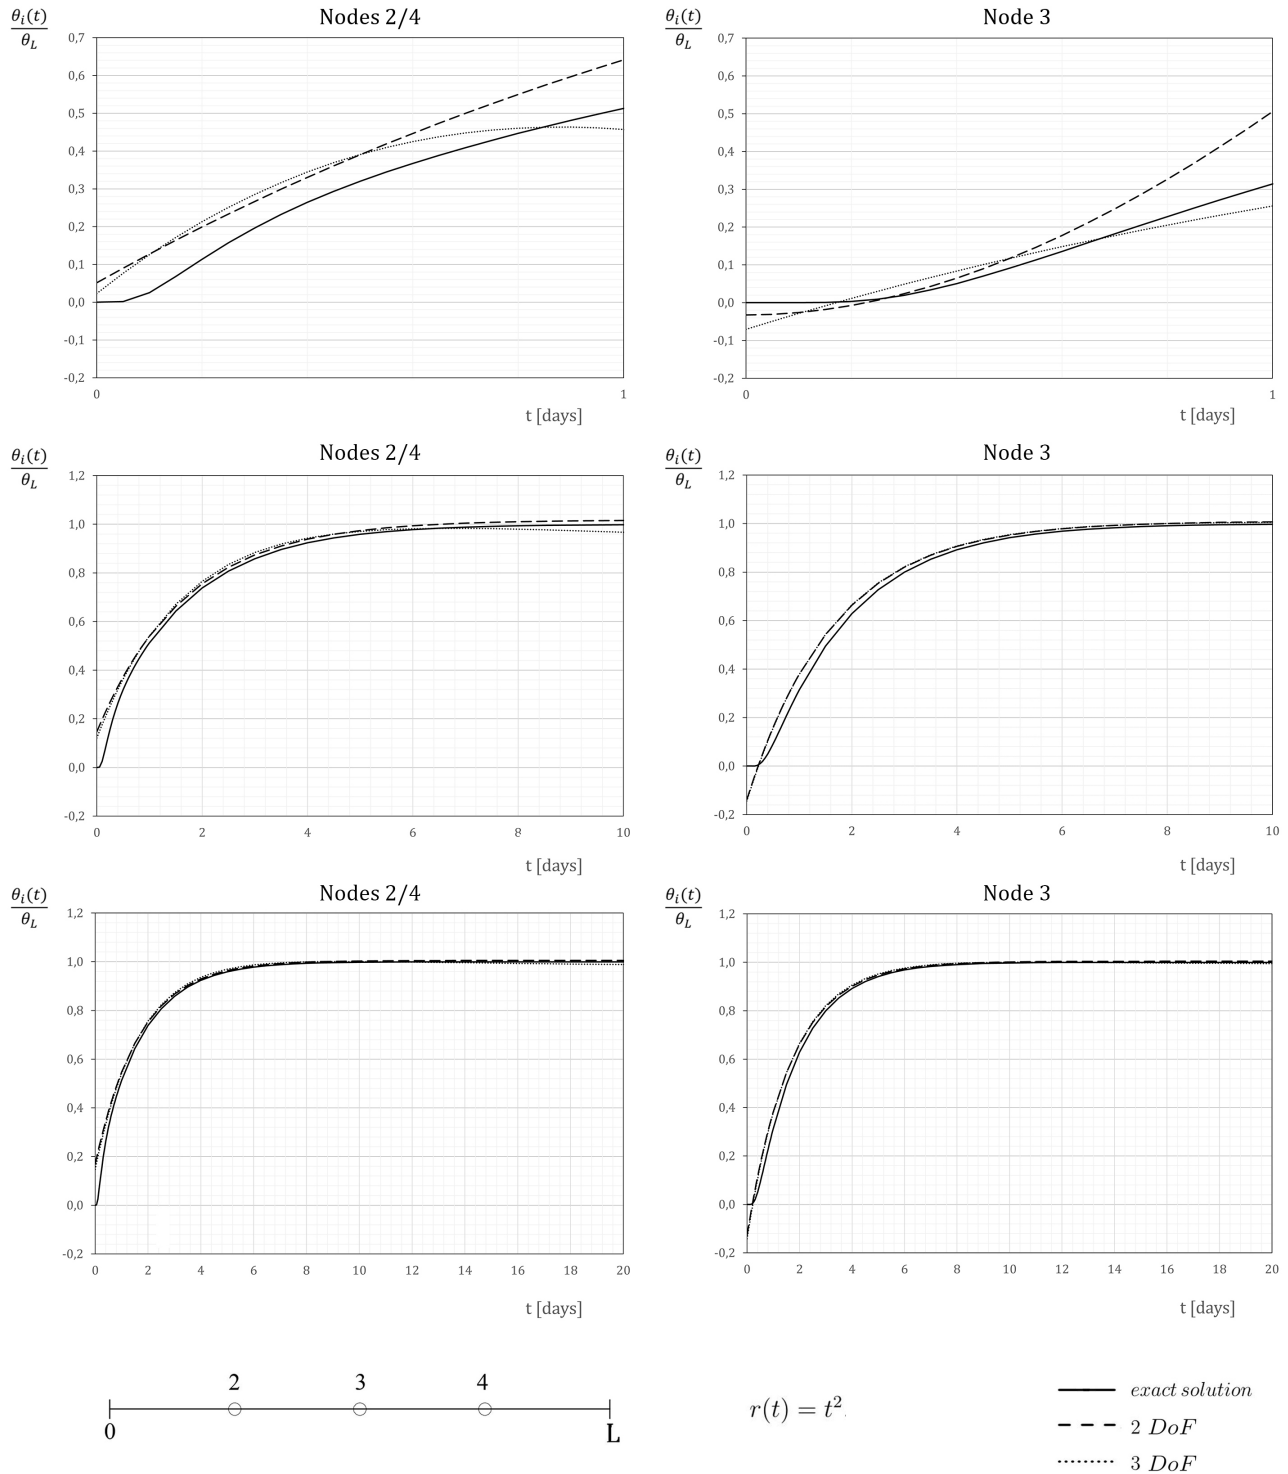 θᵢ(t)/θ_L
Nodes 2/4
0,7
0,6
0,5
0,4
0,3
0,2
0,1
0,0
-0,1
-0,2
0 1
t [days]
θᵢ(t)/θ_L
Node 3
0,7
0,6
0,5
0,4
0,3
0,2
0,1
0,0
-0,1
-0,2
0 1
t [days]
θᵢ(t)/θ_L
Nodes 2/4
1,2
1,0
0,8
0,6
0,4
0,2
0,0
-0,2
0 2 4 6 8 10
t [days]
θᵢ(t)/θ_L
Node 3
1,2
1,0
0,8
0,6
0,4
0,2
0,0
-0,2
0 2 4 6 8 10
t [days]
θᵢ(t)/θ_L
Nodes 2/4
1,2
1,0
0,8
0,6
0,4
0,2
0,0
-0,2
0 2 4 6 8 10 12 14 16 18 20
t [days]
θᵢ(t)/θ_L
Node 3
1,2
1,0
0,8
0,6
0,4
0,2
0,0
-0,2
0 2 4 6 8 10 12 14 16 18 20
t [days]
2 3 4
0 L
r(t) = t².
exact solution
2 DoF
3 DoF